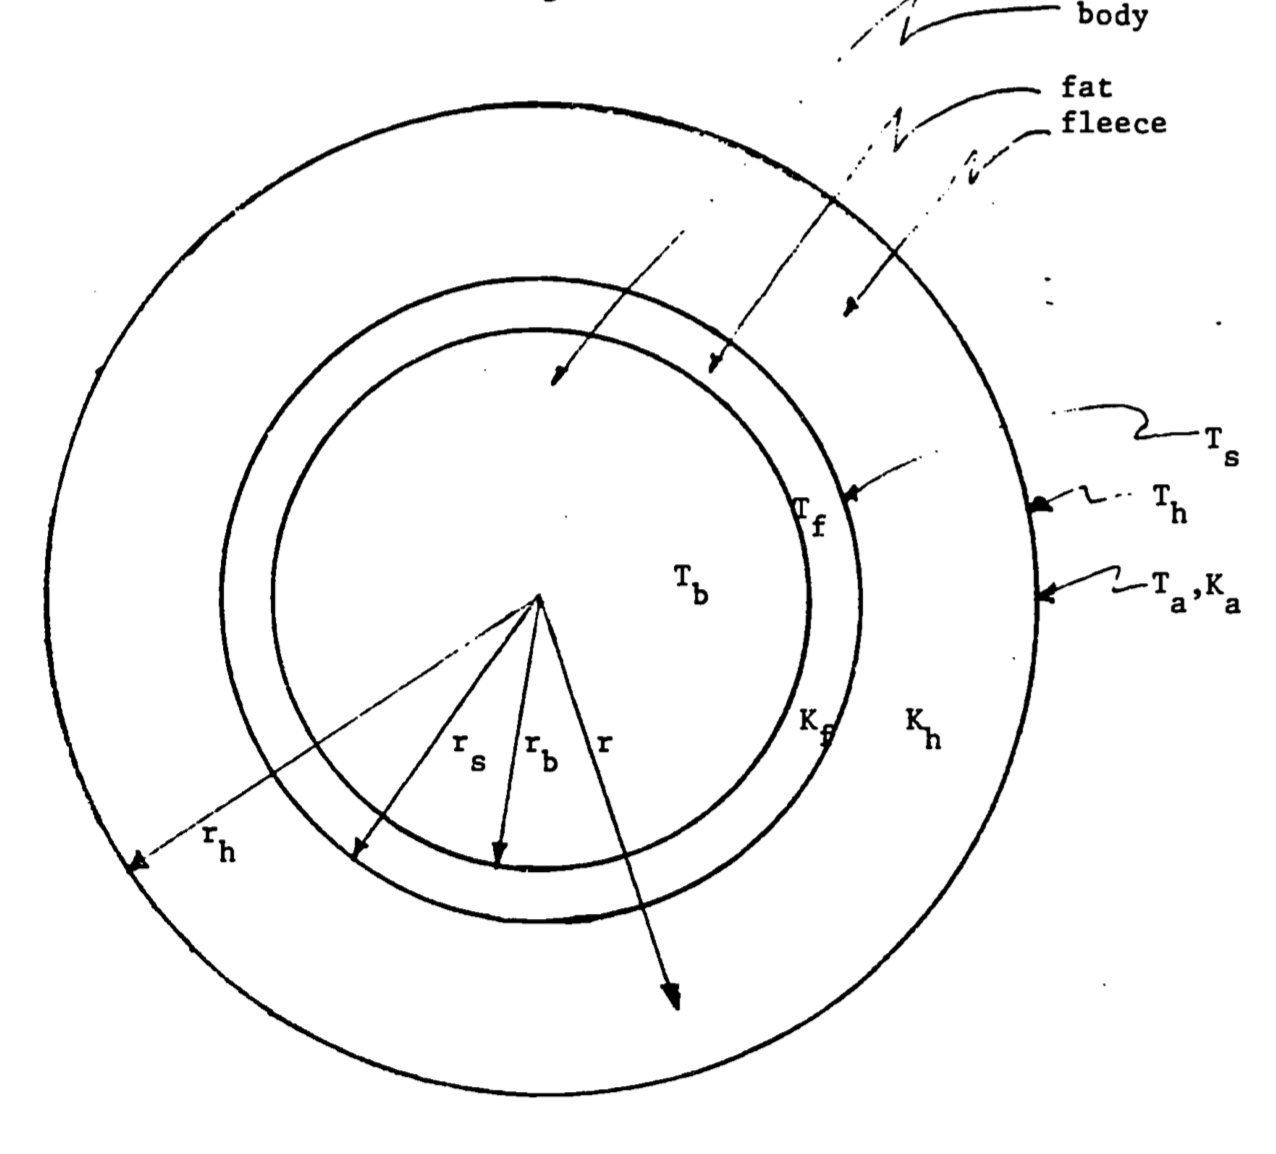 body
fat
fleece
T_s
T_h
T_f
T_b
T_a, K_a
K_f
K_h
r_s
r_b
r
r_h